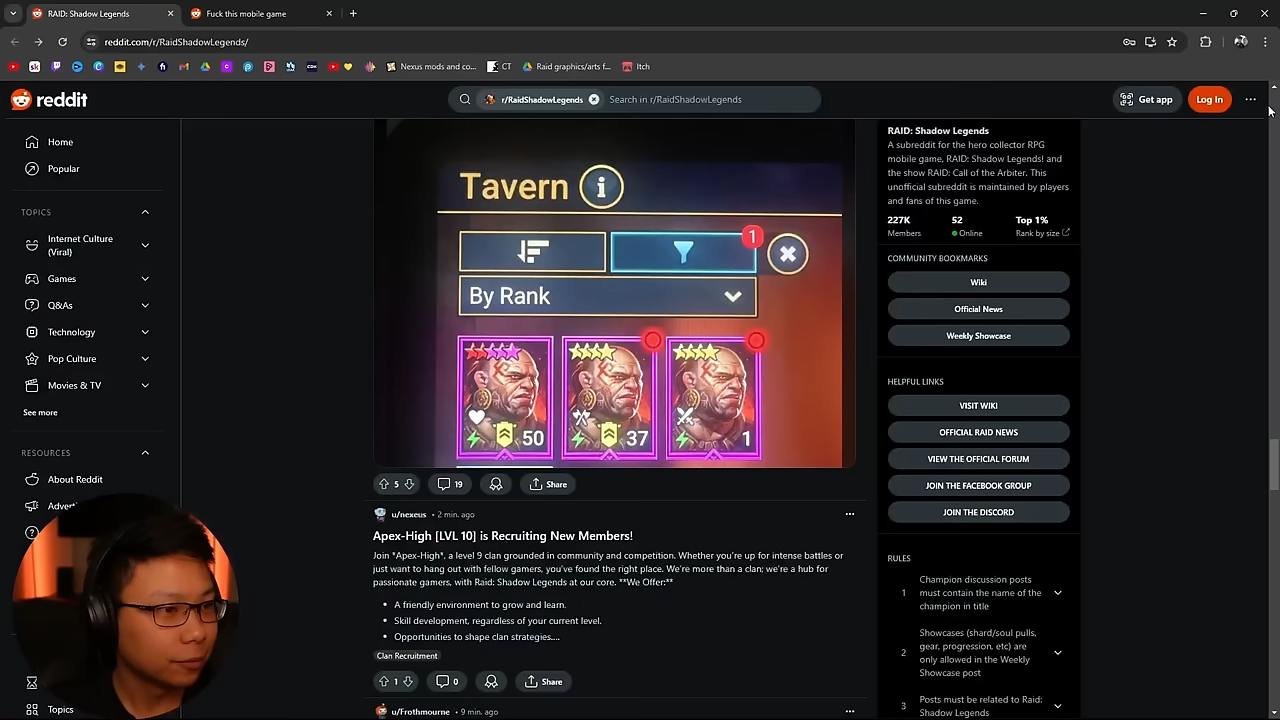 RAID: Shadow Legends
Fuck this mobile game
reddit.com/r/RaidShadowLegends/
Nexus mods and co...
CT
Raid graphics/arts f...
Itch
reddit
r/RaidShadowLegends
Search in r/RaidShadowLegends
Get app
Log In
Home
Popular
TOPICS
Internet Culture
(Viral)
Games
Q&As
Technology
Pop Culture
Movies & TV
See more
RESOURCES
About Reddit
Topics
Tavern
1
By Rank
50
37
1
5
19
Share
u/nexeus • 2 min. ago
Apex-High [LVL 10] is Recruiting New Members!
Join *Apex-High*, a level 9 clan grounded in community and competition. Whether you're up for intense battles or
just want to hang out with fellow gamers, you've found the right place. We're more than a clan; we're a hub for
passionate gamers, with Raid: Shadow Legends at our core. **We Offer:**
• A friendly environment to grow and learn.
• Skill development, regardless of your current level.
• Opportunities to shape clan strategies....
Clan Recruitment
1
0
Share
u/Frothmourne • 9 min. ago
RAID: Shadow Legends
A subreddit for the hero collector RPG
mobile game, RAID: Shadow Legends! and
the show RAID: Call of the Arbiter. This
unofficial subreddit is maintained by players
and fans of this game.
227K
52
Top 1%
Members
Online
Rank by size
COMMUNITY BOOKMARKS
Wiki
Official News
Weekly Showcase
HELPFUL LINKS
VISIT WIKI
OFFICIAL RAID NEWS
VIEW THE OFFICIAL FORUM
JOIN THE FACEBOOK GROUP
JOIN THE DISCORD
RULES
1
Champion discussion posts
must contain the name of the
champion in title
2
Showcases (shard/soul pulls,
gear, progression, etc) are
only allowed in the Weekly
Showcase post
3
Posts must be related to Raid:
Shadow Legends